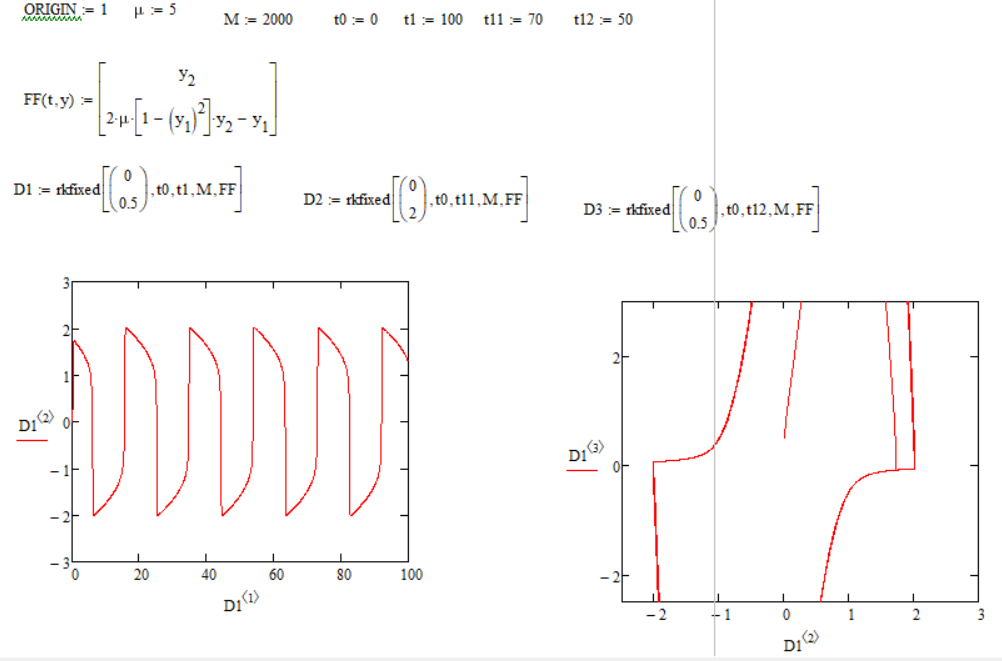 ORIGIN := 1 μ := 5 M := 2000 t0 := 0 t1 := 100 t11 := 70 t12 := 50
FF(t,y) := [y₂
2·μ·[1 − (y₁)²]·y₂ − y₁]
D1 := rkfixed[(0
0.5), t0, t1, M, FF]
D2 := rkfixed[(0
2), t0, t11, M, FF]
D3 := rkfixed[(0
0.5), t0, t12, M, FF]
3
2
1
0
−1
−2
−3
D1⟨2⟩
0 20 40 60 80 100
D1⟨1⟩
2
0
−2
D1⟨3⟩
−2 −1 0 1 2 3
D1⟨2⟩